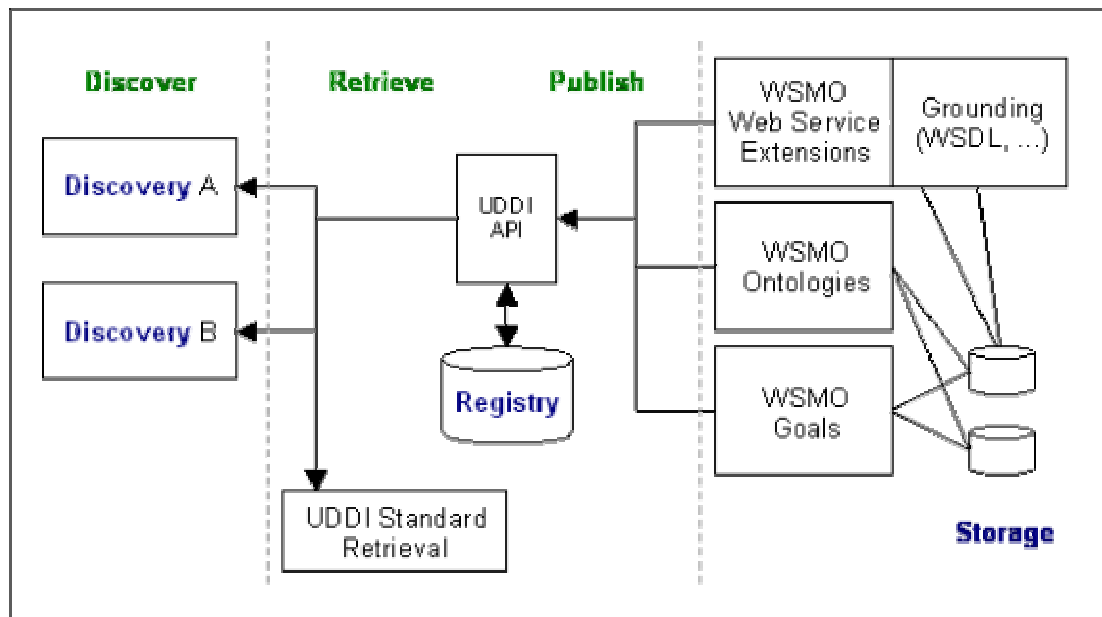 Discover
Retrieve
Publish
WSMO
Web Service
Extensions
Grounding
(WSDL, ...)
Discovery A
UDDI
API
WSMO
Ontologies
Discovery B
Registry
WSMO
Goals
UDDI Standard
Retrieval
Storage